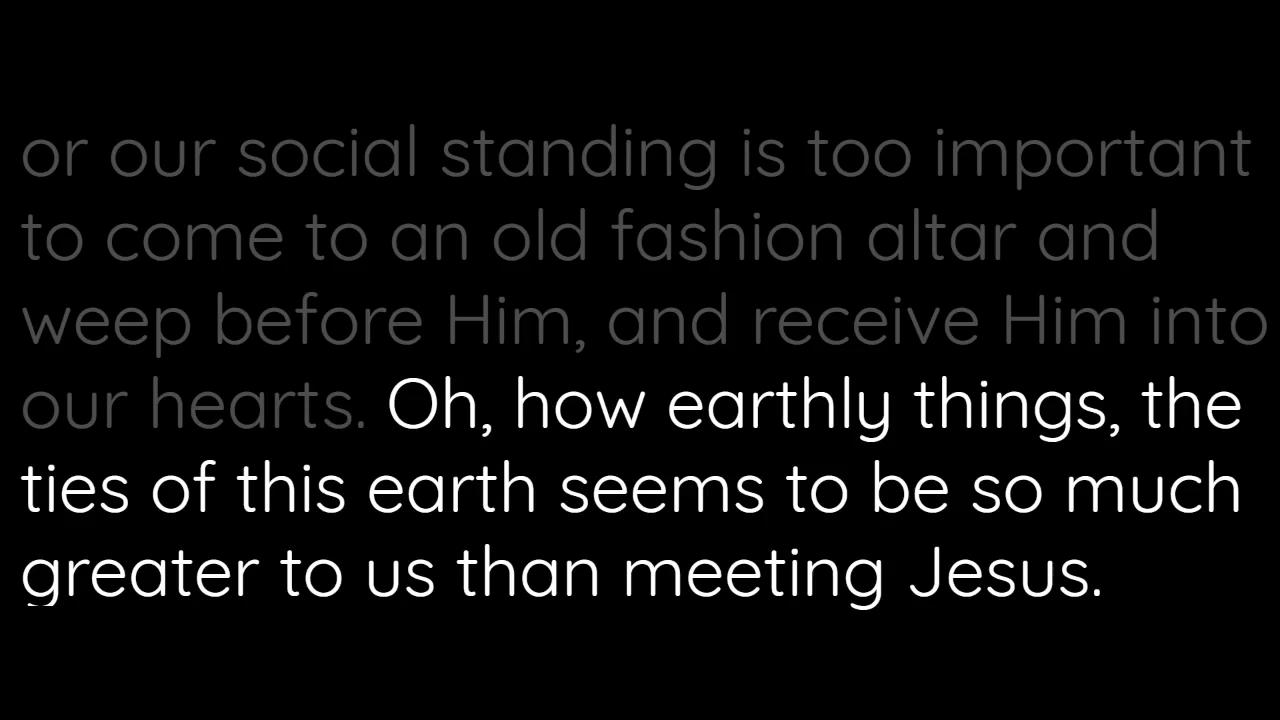 or our social standing is too important
to come to an old fashion altar and
weep before Him, and receive Him into
our hearts. Oh, how earthly things, the
ties of this earth seems to be so much
greater to us than meeting Jesus.